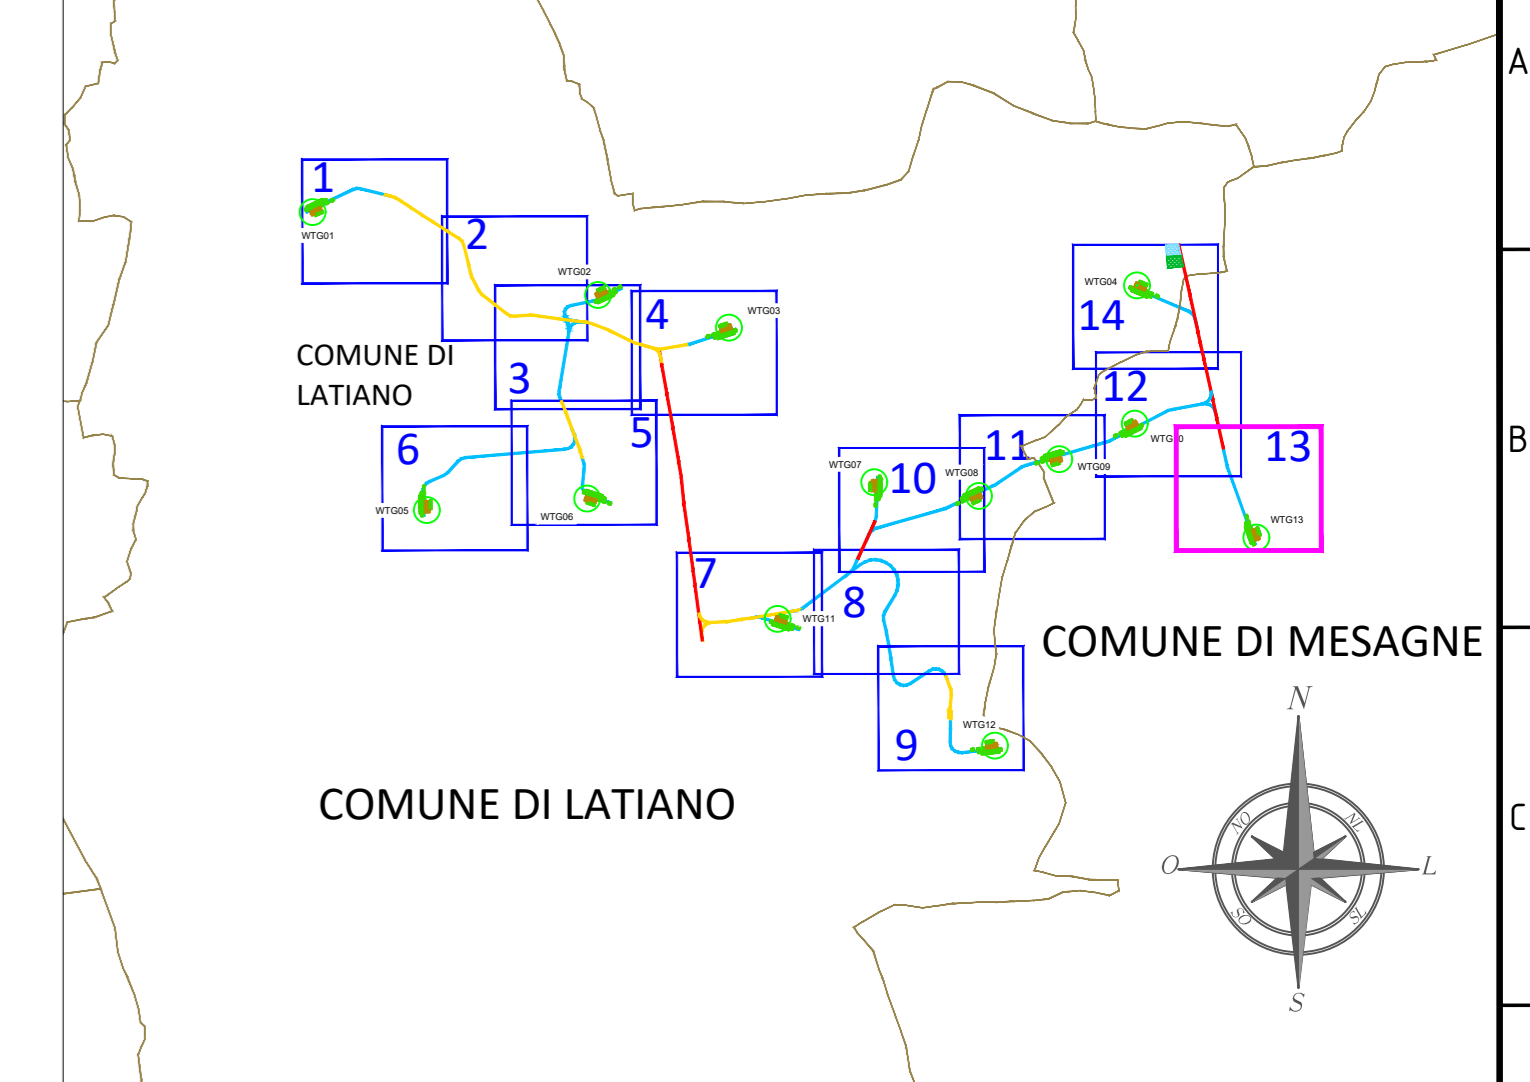 A
1
WTG01
2
WTG02
WTG04
4
WTG03
14
COMUNE DI
LATIANO
3
12
5
6
11
13
WTG07
10
WTG08
WTG09
WTG05
WTG06
WTG13
B
7
8
WTG11
COMUNE DI MESAGNE
9
WTG12
N
COMUNE DI LATIANO
NO
NL
O
L
SO
SL
S
C